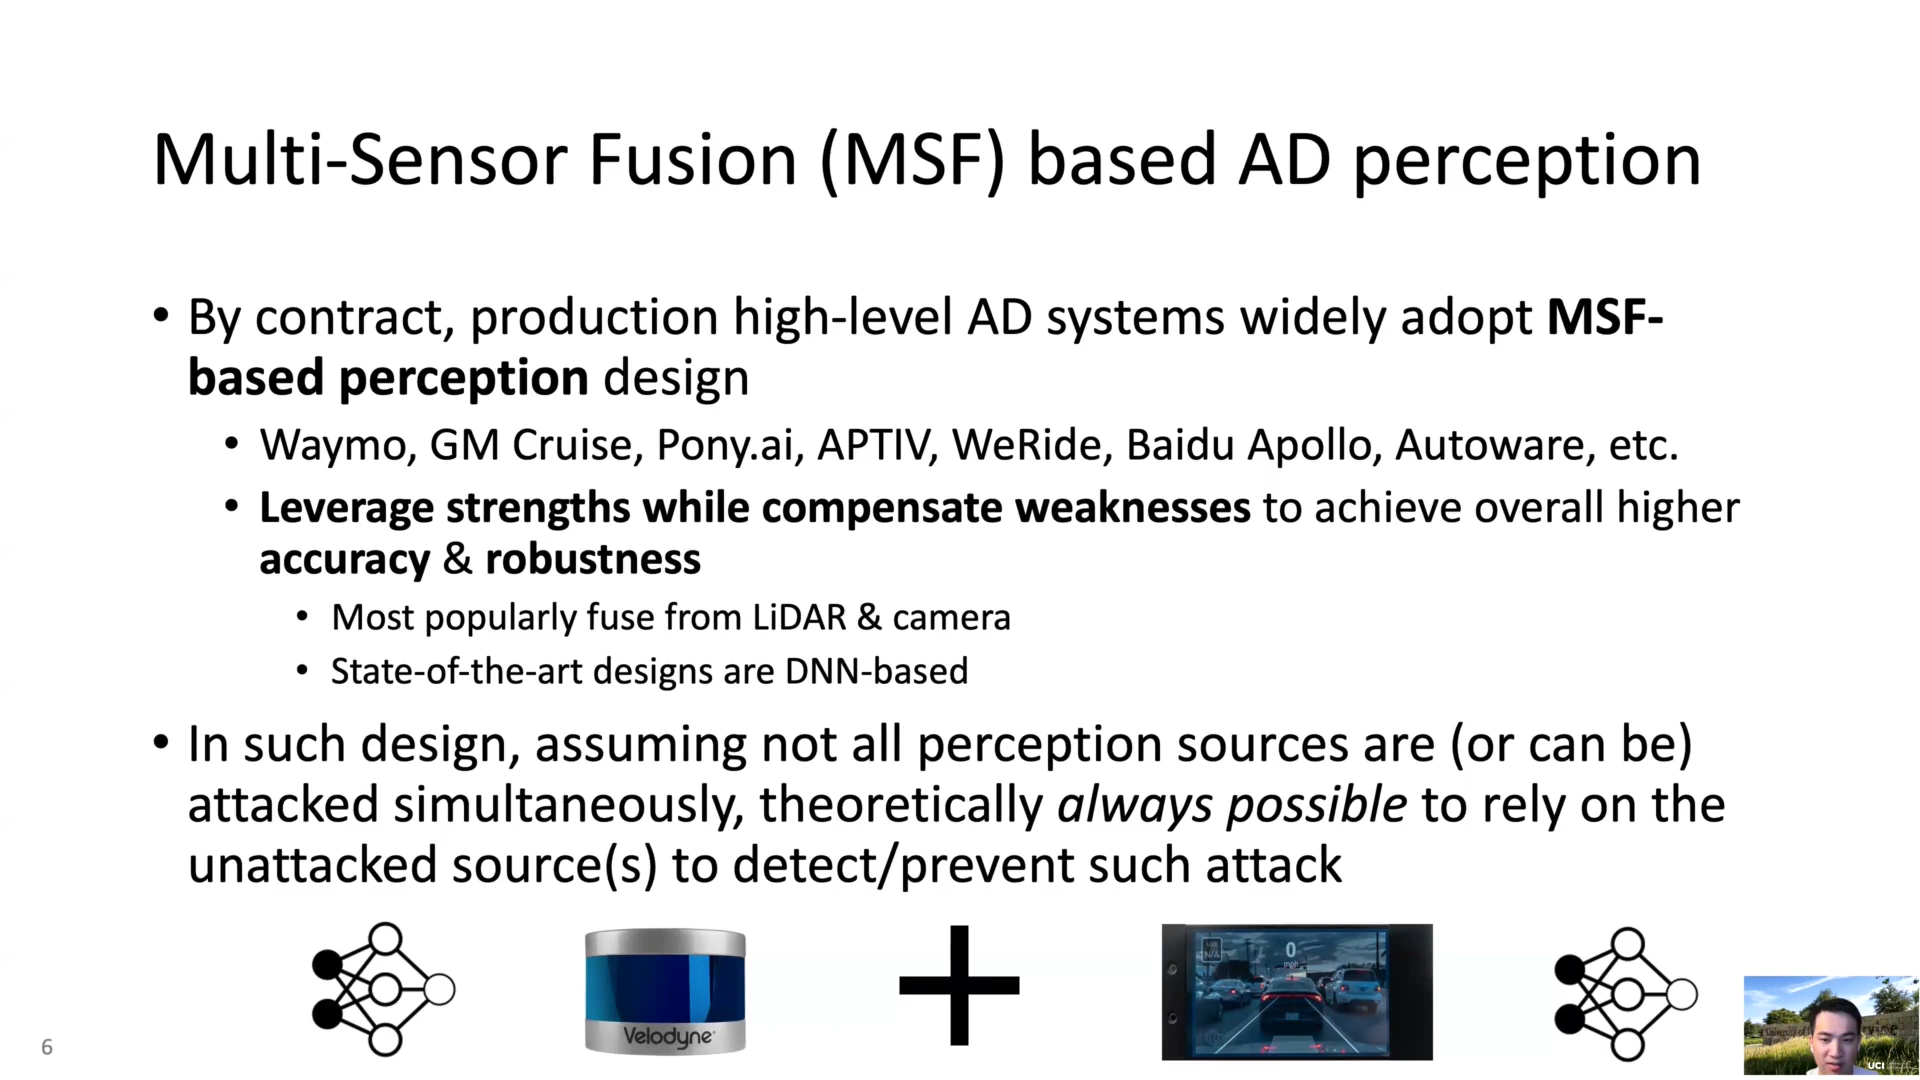 Multi-Sensor Fusion (MSF) based AD perception
• By contract, production high-level AD systems widely adopt MSF-
based perception design
• Waymo, GM Cruise, Pony.ai, APTIV, WeRide, Baidu Apollo, Autoware, etc.
• Leverage strengths while compensate weaknesses to achieve overall higher
accuracy & robustness
• Most popularly fuse from LiDAR & camera
• State-of-the-art designs are DNN-based
• In such design, assuming not all perception sources are (or can be)
attacked simultaneously, theoretically always possible to rely on the
unattacked source(s) to detect/prevent such attack
Velodyne
0
mph
N/A
UCI
6